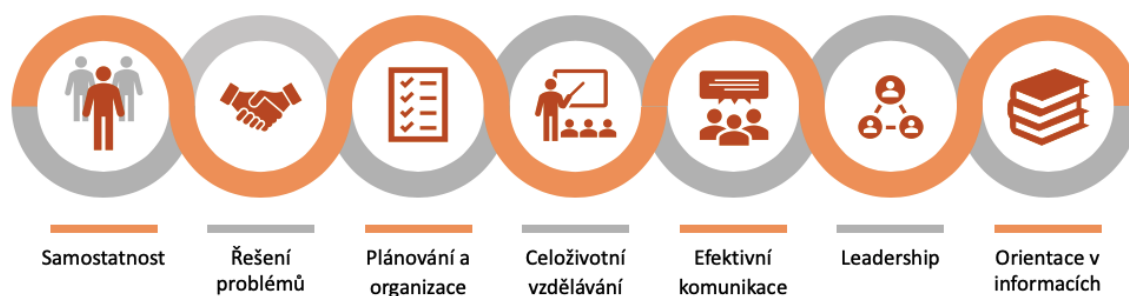 Samostatnost
Řešení
problémů
Plánování a
organizace
Celoživotní
vzdělávání
Efektivní
komunikace
Leadership
Orientace v
informacích